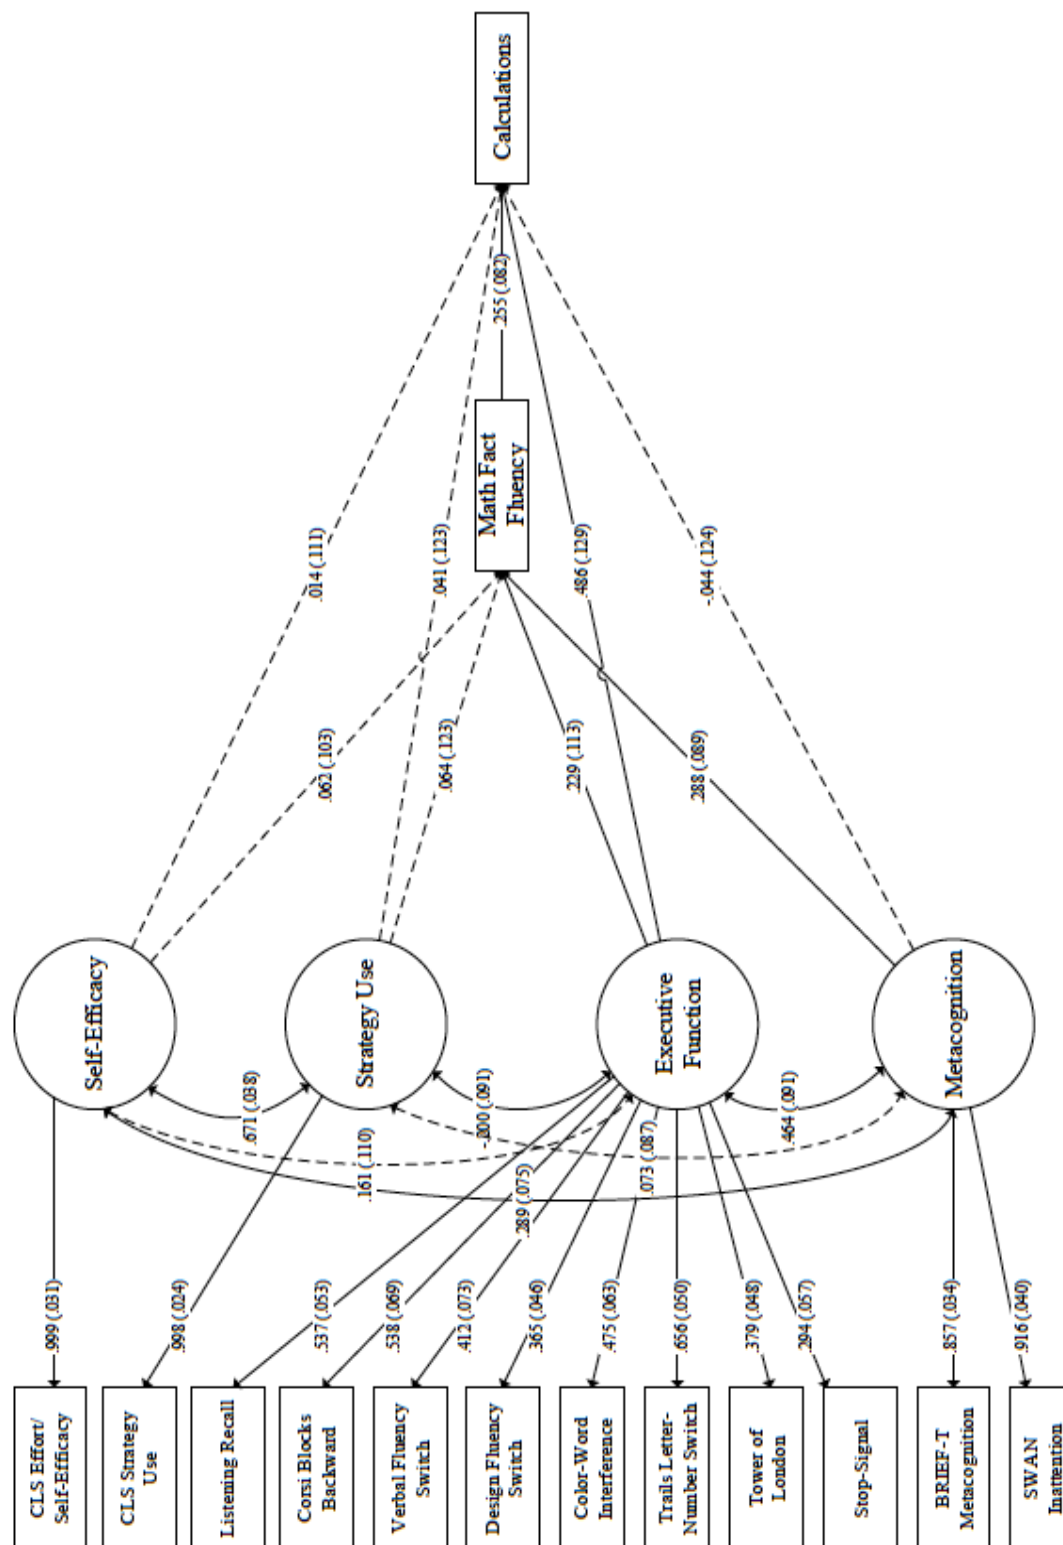 Calculations
.255 (.082)
Math Fact
Fluency
.014 (.111)
.041 (.123)
.486 (.129)
-.044 (.124)
.062 (.103)
.064 (.123)
.229 (.113)
.288 (.089)
Self-Efficacy
Strategy Use
Executive
Function
Metacognition
.671 (.038)
-.200 (.091)
.464 (.091)
.161 (.110)
.289 (.075)
.073 (.087)
.999 (.031)
.998 (.024)
.537 (.053)
.538 (.069)
.412 (.073)
.365 (.046)
.475 (.063)
.656 (.050)
.379 (.048)
.294 (.057)
.857 (.034)
.916 (.040)
CLS Effort/
Self-Efficacy
CLS Strategy
Use
Listening Recall
Corsi Blocks
Backward
Verbal Fluency
Switch
Design Fluency
Switch
Color-Word
Interference
Trails Letter-
Number Switch
Tower of
London
Stop-Signal
BRIEF-T
Metacognition
SWAN
Inattention